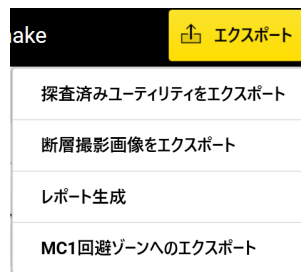 ake
エクスポート
探査済みユーティリティをエクスポート
断層撮影画像をエクスポート
レポート生成
MC1回避ゾーンへのエクスポート